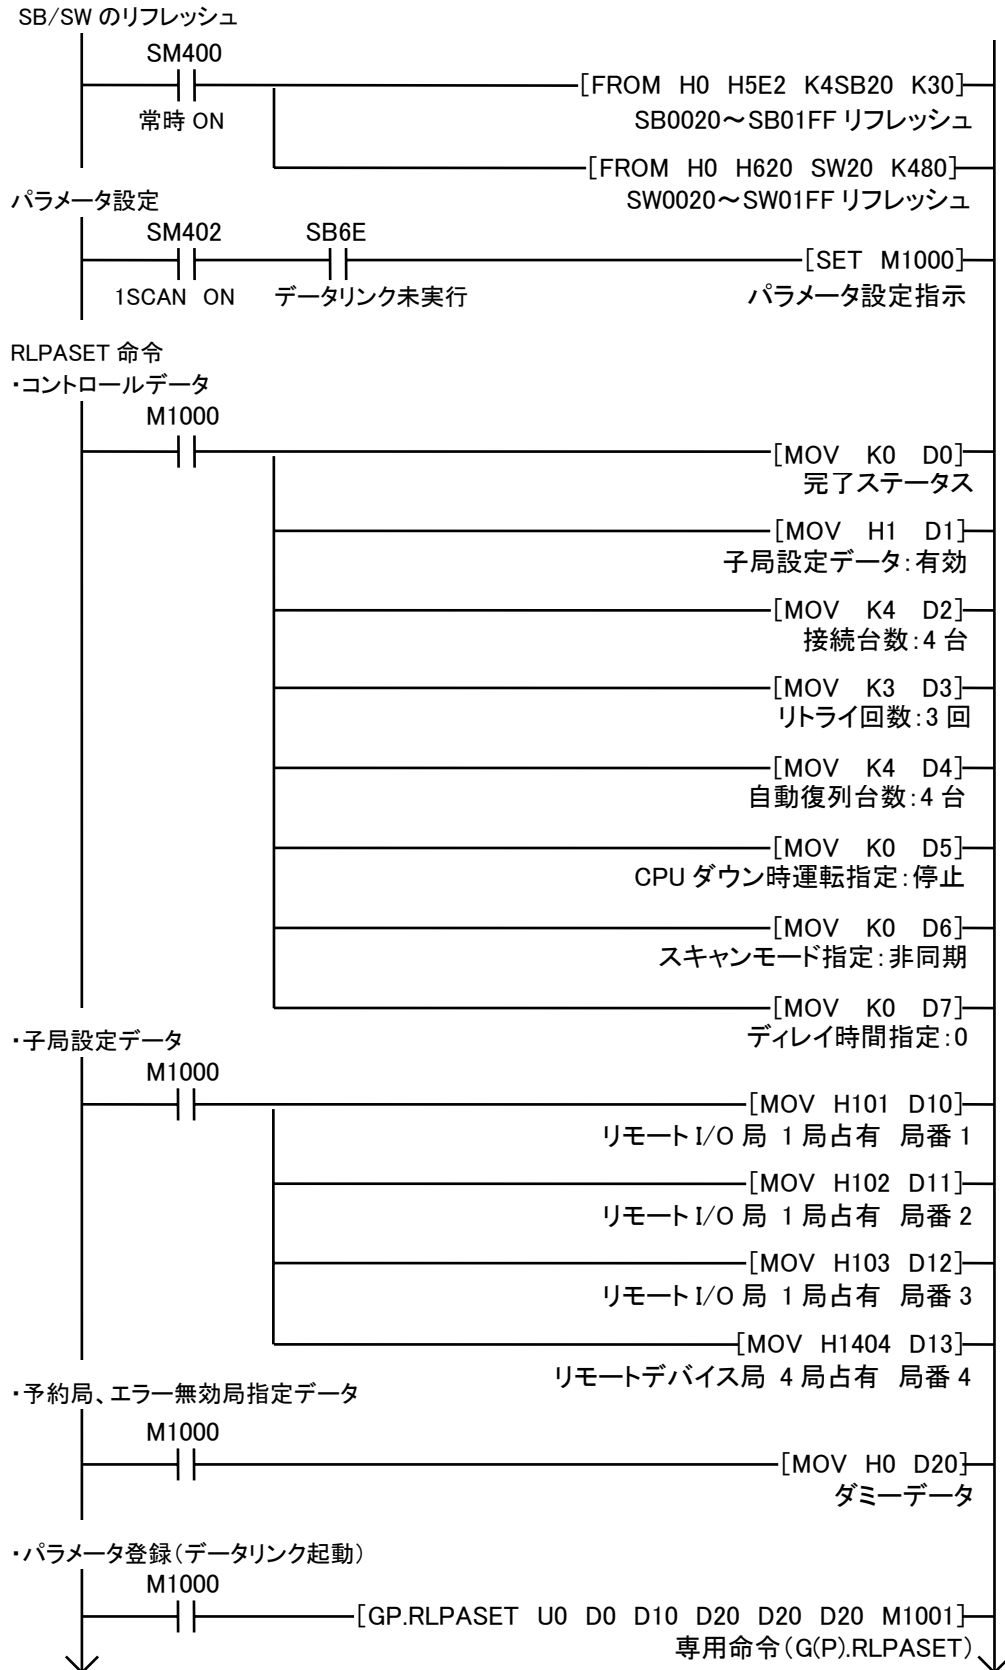 SB/SW のリフレッシュ
SM400
[FROM H0 H5E2 K4SB20 K30]
常時 ON
SB0020～SB01FF リフレッシュ
[FROM H0 H620 SW20 K480]
SW0020～SW01FF リフレッシュ
パラメータ設定
SM402 SB6E
[SET M1000]
1SCAN ON データリンク未実行 パラメータ設定指示
RLPASET 命令
・コントロールデータ
M1000
[MOV K0 D0]
完了ステータス
[MOV H1 D1]
子局設定データ：有効
[MOV K4 D2]
接続台数：4 台
[MOV K3 D3]
リトライ回数：3 回
[MOV K4 D4]
自動復列台数：4 台
[MOV K0 D5]
CPU ダウン時運転指定：停止
[MOV K0 D6]
スキャンモード指定：非同期
[MOV K0 D7]
ディレイ時間指定：0
・子局設定データ
M1000
[MOV H101 D10]
リモート I/O 局 1 局占有 局番 1
[MOV H102 D11]
リモート I/O 局 1 局占有 局番 2
[MOV H103 D12]
リモート I/O 局 1 局占有 局番 3
[MOV H1404 D13]
リモートデバイス局 4 局占有 局番 4
・予約局、エラー無効局指定データ
M1000
[MOV H0 D20]
ダミーデータ
・パラメータ登録（データリンク起動）
M1000
[GP.RLPASET U0 D0 D10 D20 D20 D20 M1001]
専用命令（G(P).RLPASET）